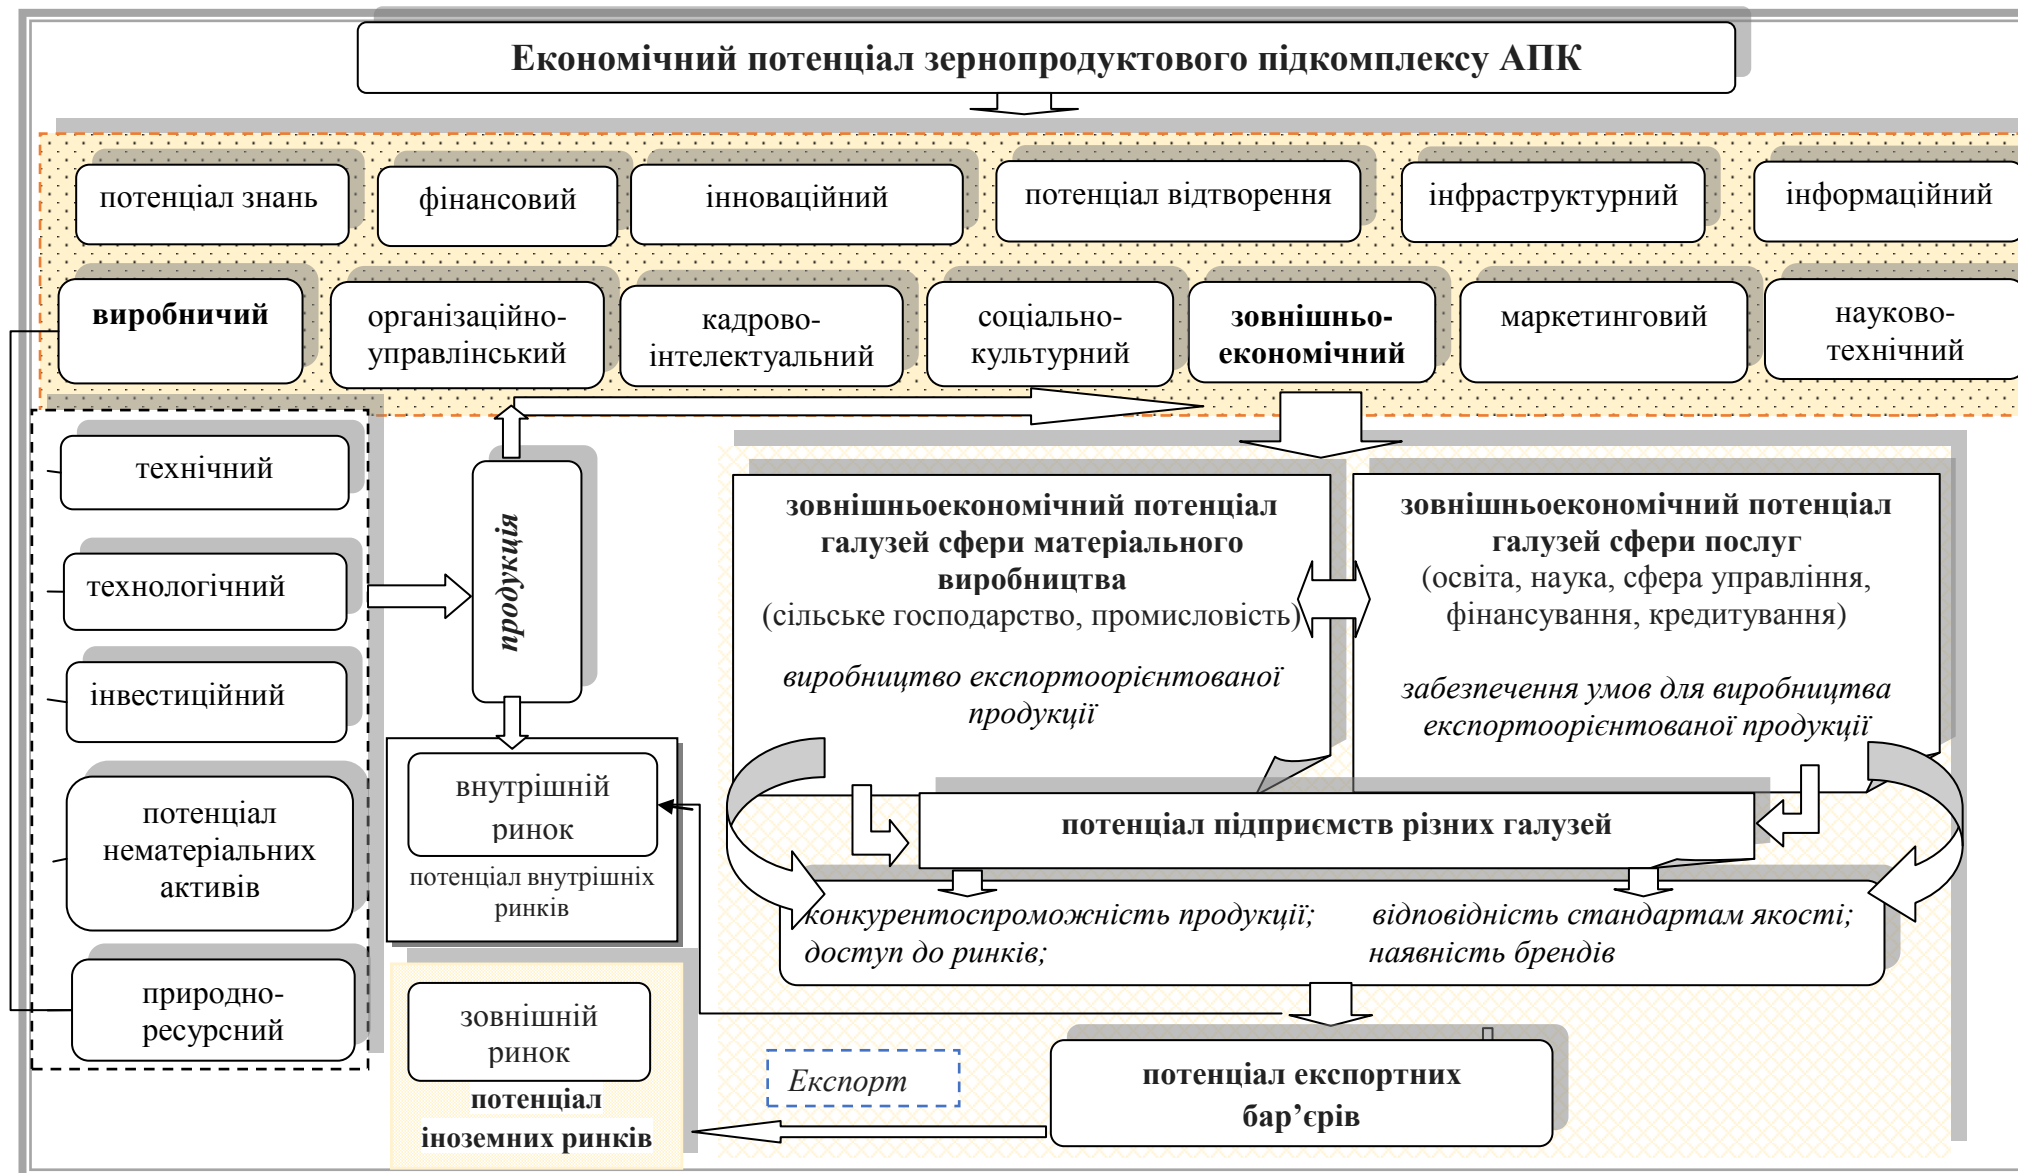 Економічний потенціал зернопродуктового підкомплексу АПК
потенціал знань
фінансовий
інноваційний
потенціал відтворення
інфраструктурний
інформаційний
виробничий
організаційно-
управлінський
кадрово-
інтелектуальний
соціально-
культурний
зовнішньо-
економічний
маркетинговий
науково-
технічний
технічний
технологічний
інвестиційний
потенціал
нематеріальних
активів
природно-
ресурсний
продукція
внутрішній
ринок
потенціал внутрішніх
ринків
зовнішній
ринок
потенціал
іноземних ринків
зовнішньоекономічний потенціал
галузей сфери матеріального
виробництва
(сільське господарство, промисловість)
виробництво експортоорієнтованої
продукції
зовнішньоекономічний потенціал
галузей сфери послуг
(освіта, наука, сфера управління,
фінансування, кредитування)
забезпечення умов для виробництва
експортоорієнтованої продукції
потенціал підприємств різних галузей
конкурентоспроможність продукції;
доступ до ринків;
відповідність стандартам якості;
наявність брендів
Експорт
потенціал експортних
бар’єрів